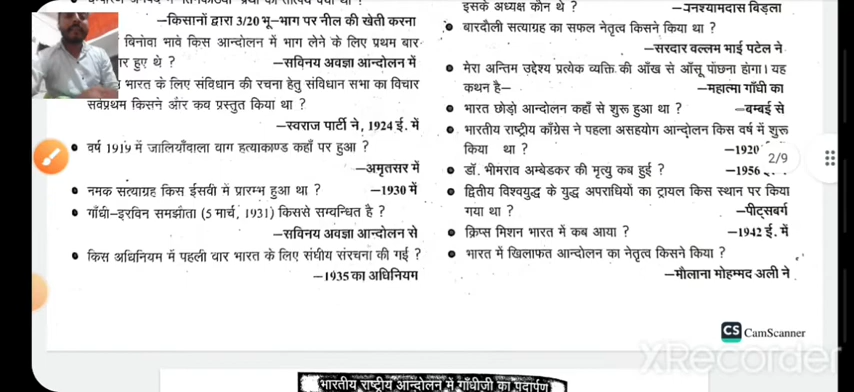 —किसानों द्वारा 3/20 भू-भाग पर नील की खेती करना
विनोवा भावे किस आन्दोलन में भाग लेने के लिए प्रथम बार
हुए थे ?
—सविनय अवज्ञा आन्दोलन में
भारत के लिए संविधान की रचना हेतु संविधान सभा का विचार
सर्वप्रथम किसने और कब प्रस्तुत किया था ?
—स्वराज पार्टी ने, 1924 ई. में
• वर्ष 1919 में जालियाँवाला बाग हत्याकाण्ड कहाँ पर हुआ ?
—अमृतसर में
• नमक सत्याग्रह किस ईसवी में प्रारम्भ हुआ था ? —1930 में
• गाँधी-इरविन समझौता (5 मार्च, 1931) किससे सम्बन्धित है ?
—सविनय अवज्ञा आन्दोलन से
• किस अधिनियम में पहली बार भारत के लिए संघीय संरचना की गई ?
—1935 का अधिनियम
इसके अध्यक्ष कौन थे ? —घनश्यामदास बिड़ला
• बारदौली सत्याग्रह का सफल नेतृत्व किसने किया था ?
—सरदार वल्लम भाई पटेल ने
• मेरा अन्तिम उद्देश्य प्रत्येक व्यक्ति की आँख से आँसू पोंछना होगा। यह
कथन है— —महात्मा गाँधी का
• भारत छोड़ो आन्दोलन कहाँ से शुरू हुआ था ? —बम्बई से
• भारतीय राष्ट्रीय काँग्रेस ने पहला असहयोग आन्दोलन किस वर्ष में शुरू
किया था ? —1920
2/9
• डॉ. भीमराव अम्बेडकर की मृत्यु कब हुई ? —1956
• द्वितीय विश्वयुद्ध के युद्ध अपराधियों का ट्रायल किस स्थान पर किया
गया था ? —पीट्सबर्ग
• क्रिप्स मिशन भारत में कब आया ? —1942 ई. में
• भारत में खिलाफत आन्दोलन का नेतृत्व किसने किया ?
—मौलाना मोहम्मद अली ने
CS CamScanner
XRecorder
भारतीय राष्ट्रीय आन्दोलन में गाँधीजी का पदार्पण